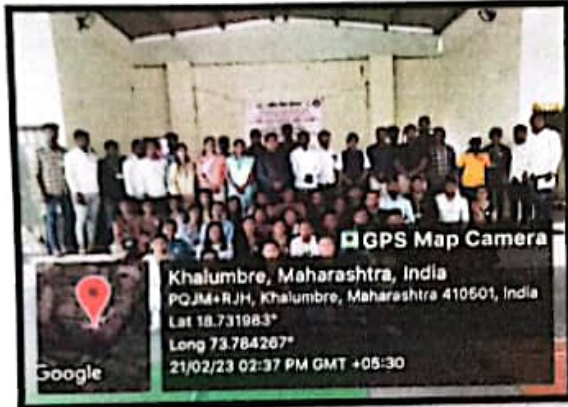 GPS Map Camera
Khalumbre, Maharashtra, India
PQJM+RJH, Khalumbre, Maharashtra 410501, India
Lat 18.731983°
Long 73.784267°
21/02/23 02:37 PM GMT +05:30
Google